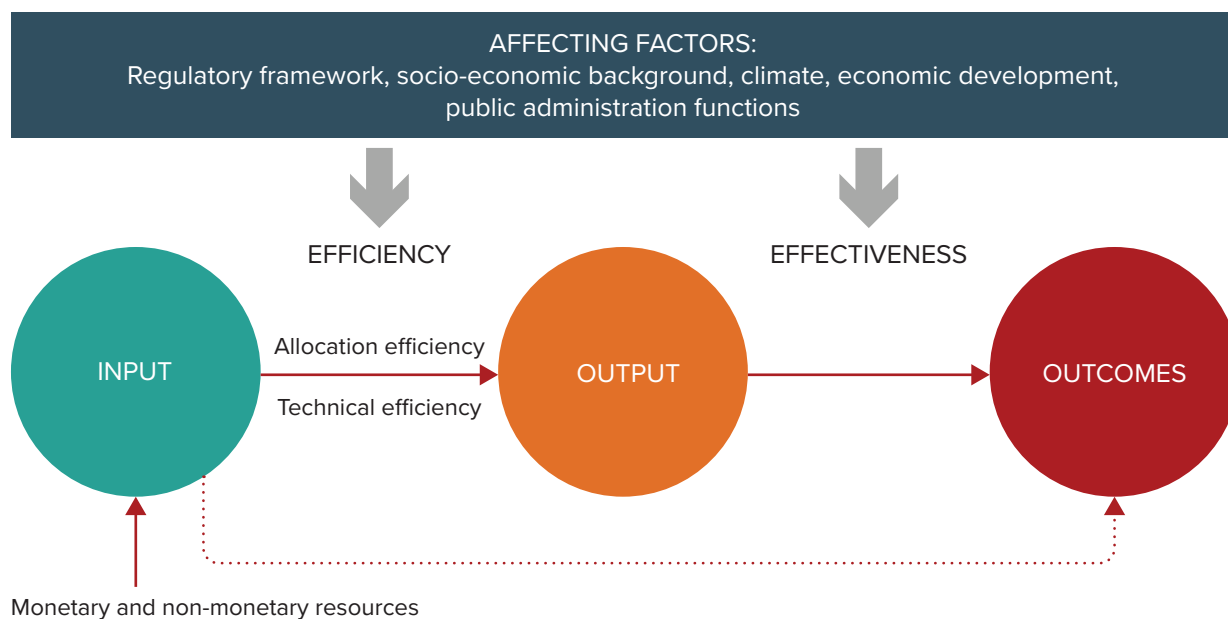 AFFECTING FACTORS:
Regulatory framework, socio-economic background, climate, economic development,
public administration functions
EFFICIENCY
EFFECTIVENESS
INPUT
Allocation efficiency
Technical efficiency
OUTPUT
OUTCOMES
Monetary and non-monetary resources